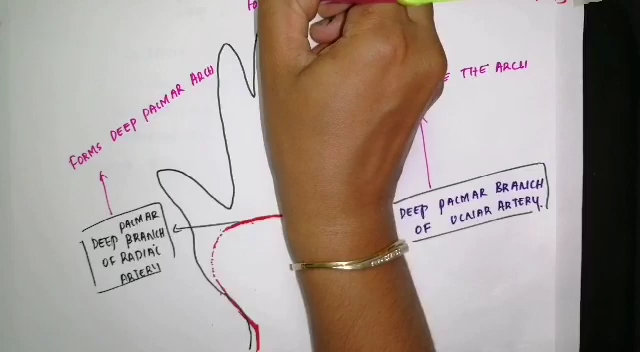 FORMS DEEP PALMAR ARCH
THE ARCH
PALMAR
DEEP BRANCH
OF RADIAL
ARTERY
DEEP PALMAR BRANCH
OF ULNAR ARTERY.